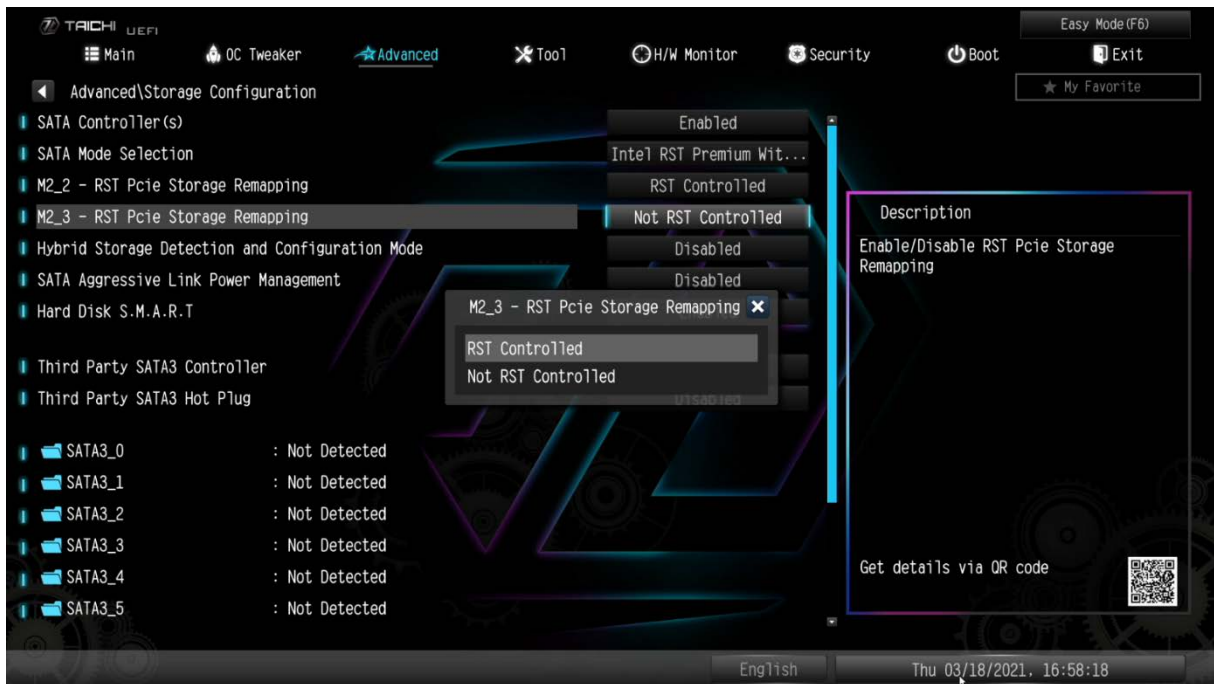 TAICHI UEFI
Easy Mode(F6)
Main OC Tweaker Advanced Tool H/W Monitor Security Boot Exit
Advanced\Storage Configuration
My Favorite
SATA Controller(s) Enabled
SATA Mode Selection Intel RST Premium Wit...
M2_2 - RST Pcie Storage Remapping RST Controlled
M2_3 - RST Pcie Storage Remapping Not RST Controlled
Hybrid Storage Detection and Configuration Mode Disabled
SATA Aggressive Link Power Management Disabled
Hard Disk S.M.A.R.T
Third Party SATA3 Controller
Third Party SATA3 Hot Plug Disabled
M2_3 - RST Pcie Storage Remapping
RST Controlled
Not RST Controlled
SATA3_0 : Not Detected
SATA3_1 : Not Detected
SATA3_2 : Not Detected
SATA3_3 : Not Detected
SATA3_4 : Not Detected
SATA3_5 : Not Detected
Description
Enable/Disable RST Pcie Storage
Remapping
Get details via QR code
English
Thu 03/18/2021, 16:58:18